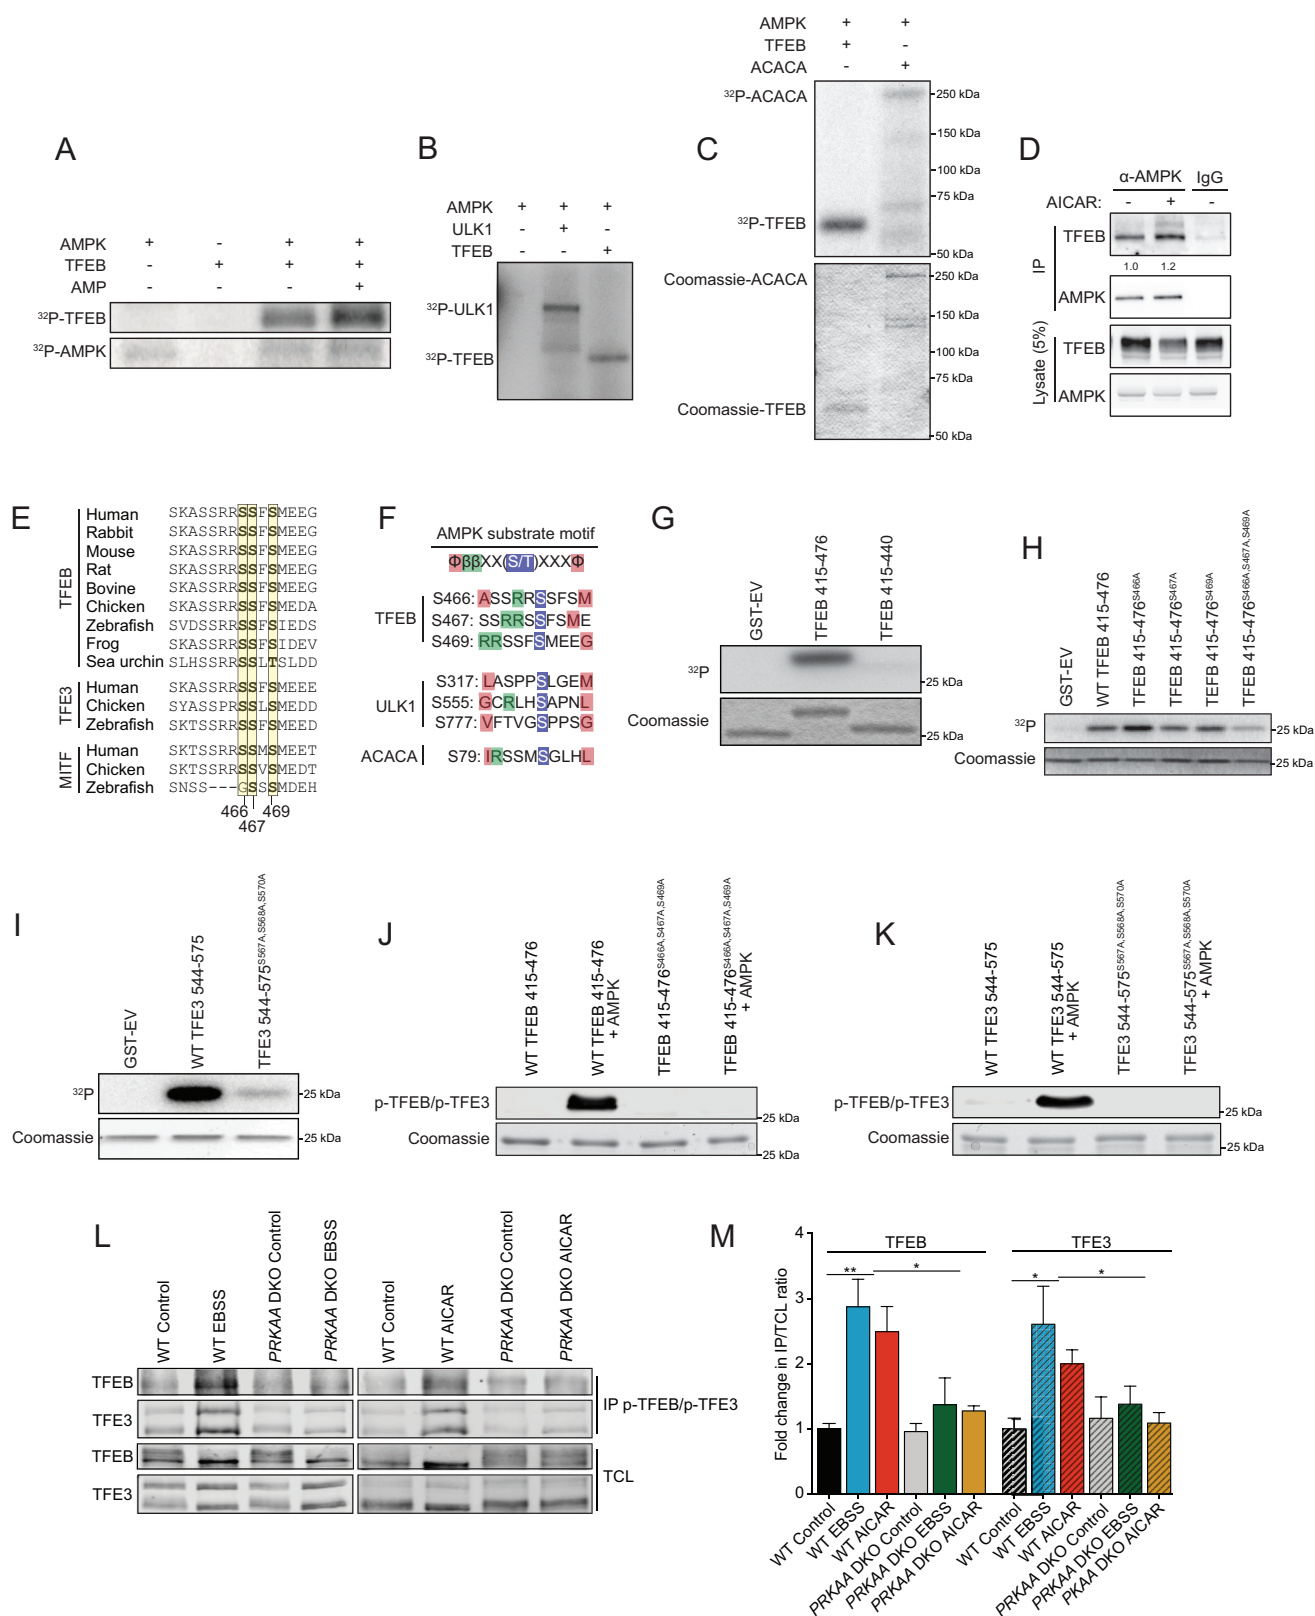 A
AMPK + - + +
TFEB - + + +
AMP - - - +
³²P-TFEB
³²P-AMPK
B
AMPK + + +
ULK1 - + -
TFEB - - +
³²P-ULK1
³²P-TFEB
C
AMPK + +
TFEB + -
ACACA - +
³²P-ACACA
250 kDa
150 kDa
100 kDa
75 kDa
³²P-TFEB
50 kDa
Coomassie-ACACA
250 kDa
150 kDa
100 kDa
75 kDa
Coomassie-TFEB
50 kDa
D
α-AMPK IgG
AICAR: - + -
IP
TFEB
1.0 1.2
AMPK
Lysate (5%)
TFEB
AMPK
E
TFEB
Human SKASSRRSSFSMEEG
Rabbit SKASSRRSSFSMEEG
Mouse SKASSRRSSFSMEEG
Rat SKASSRRSSFSMEEG
Bovine SKASSRRSSFSMEEG
Chicken SKASSRRSSFSMEDA
Zebrafish SVDSSRRSSFSIEDS
Frog SKASSRRSSFSIDEV
Sea urchin SLHSSRRSSLTSLDD
TFE3
Human SKASSRRSSFSMEEE
Chicken SYASSPRSSLSMEDD
Zebrafish SKTSSRRSSFSMEDE
MITF
Human SKTSSRRSSMSMEET
Chicken SKTSSRRSSVSMEDT
Zebrafish SNSS---GSSSMDEH
466 469
467
F
AMPK substrate motif
ΦββXX(S/T)XXXΦ
TFEB
S466: ASSRRSSFSM
S467: SSRRSSFSME
S469: RRSSFSMEEG
ULK1
S317: LASPPSLGEM
S555: GCRLHSAPNL
S777: VFTVGSPPSG
ACACA
S79: IRSSMSGLHL
G
GST-EV
TFEB 415-476
TFEB 415-440
³²P
25 kDa
Coomassie
25 kDa
H
GST-EV
WT TFEB 415-476
TFEB 415-476S466A
TFEB 415-476S467A
TEFB 415-476S469A
TFEB 415-476S466A,S467A,S469A
³²P
25 kDa
Coomassie
25 kDa
I
GST-EV
WT TFE3 544-575
TFE3 544-575S567A,S568A,S570A
³²P
25 kDa
Coomassie
25 kDa
J
WT TFEB 415-476
WT TFEB 415-476
+ AMPK
TFEB 415-476S466A,S467A,S469A
TFEB 415-476S466A,S467A,S469A
+ AMPK
p-TFEB/p-TFE3
25 kDa
Coomassie
25 kDa
K
WT TFE3 544-575
WT TFE3 544-575
+ AMPK
TFE3 544-575S567A,S568A,S570A
TFE3 544-575S567A,S568A,S570A
+ AMPK
p-TFEB/p-TFE3
25 kDa
Coomassie
25 kDa
L
WT Control
WT EBSS
PRKAA DKO Control
PRKAA DKO EBSS
WT Control
WT AICAR
PRKAA DKO Control
PRKAA DKO AICAR
TFEB
TFE3
IP p-TFEB/p-TFE3
TFEB
TFE3
TCL
M
Fold change in IP/TCL ratio
4
3
2
1
0
TFEB TFE3
** * * *
WT Control
WT EBSS
WT AICAR
PRKAA DKO Control
PRKAA DKO EBSS
PRKAA DKO AICAR
WT Control
WT EBSS
WT AICAR
PRKAA DKO Control
PRKAA DKO EBSS
PKAA DKO AICAR